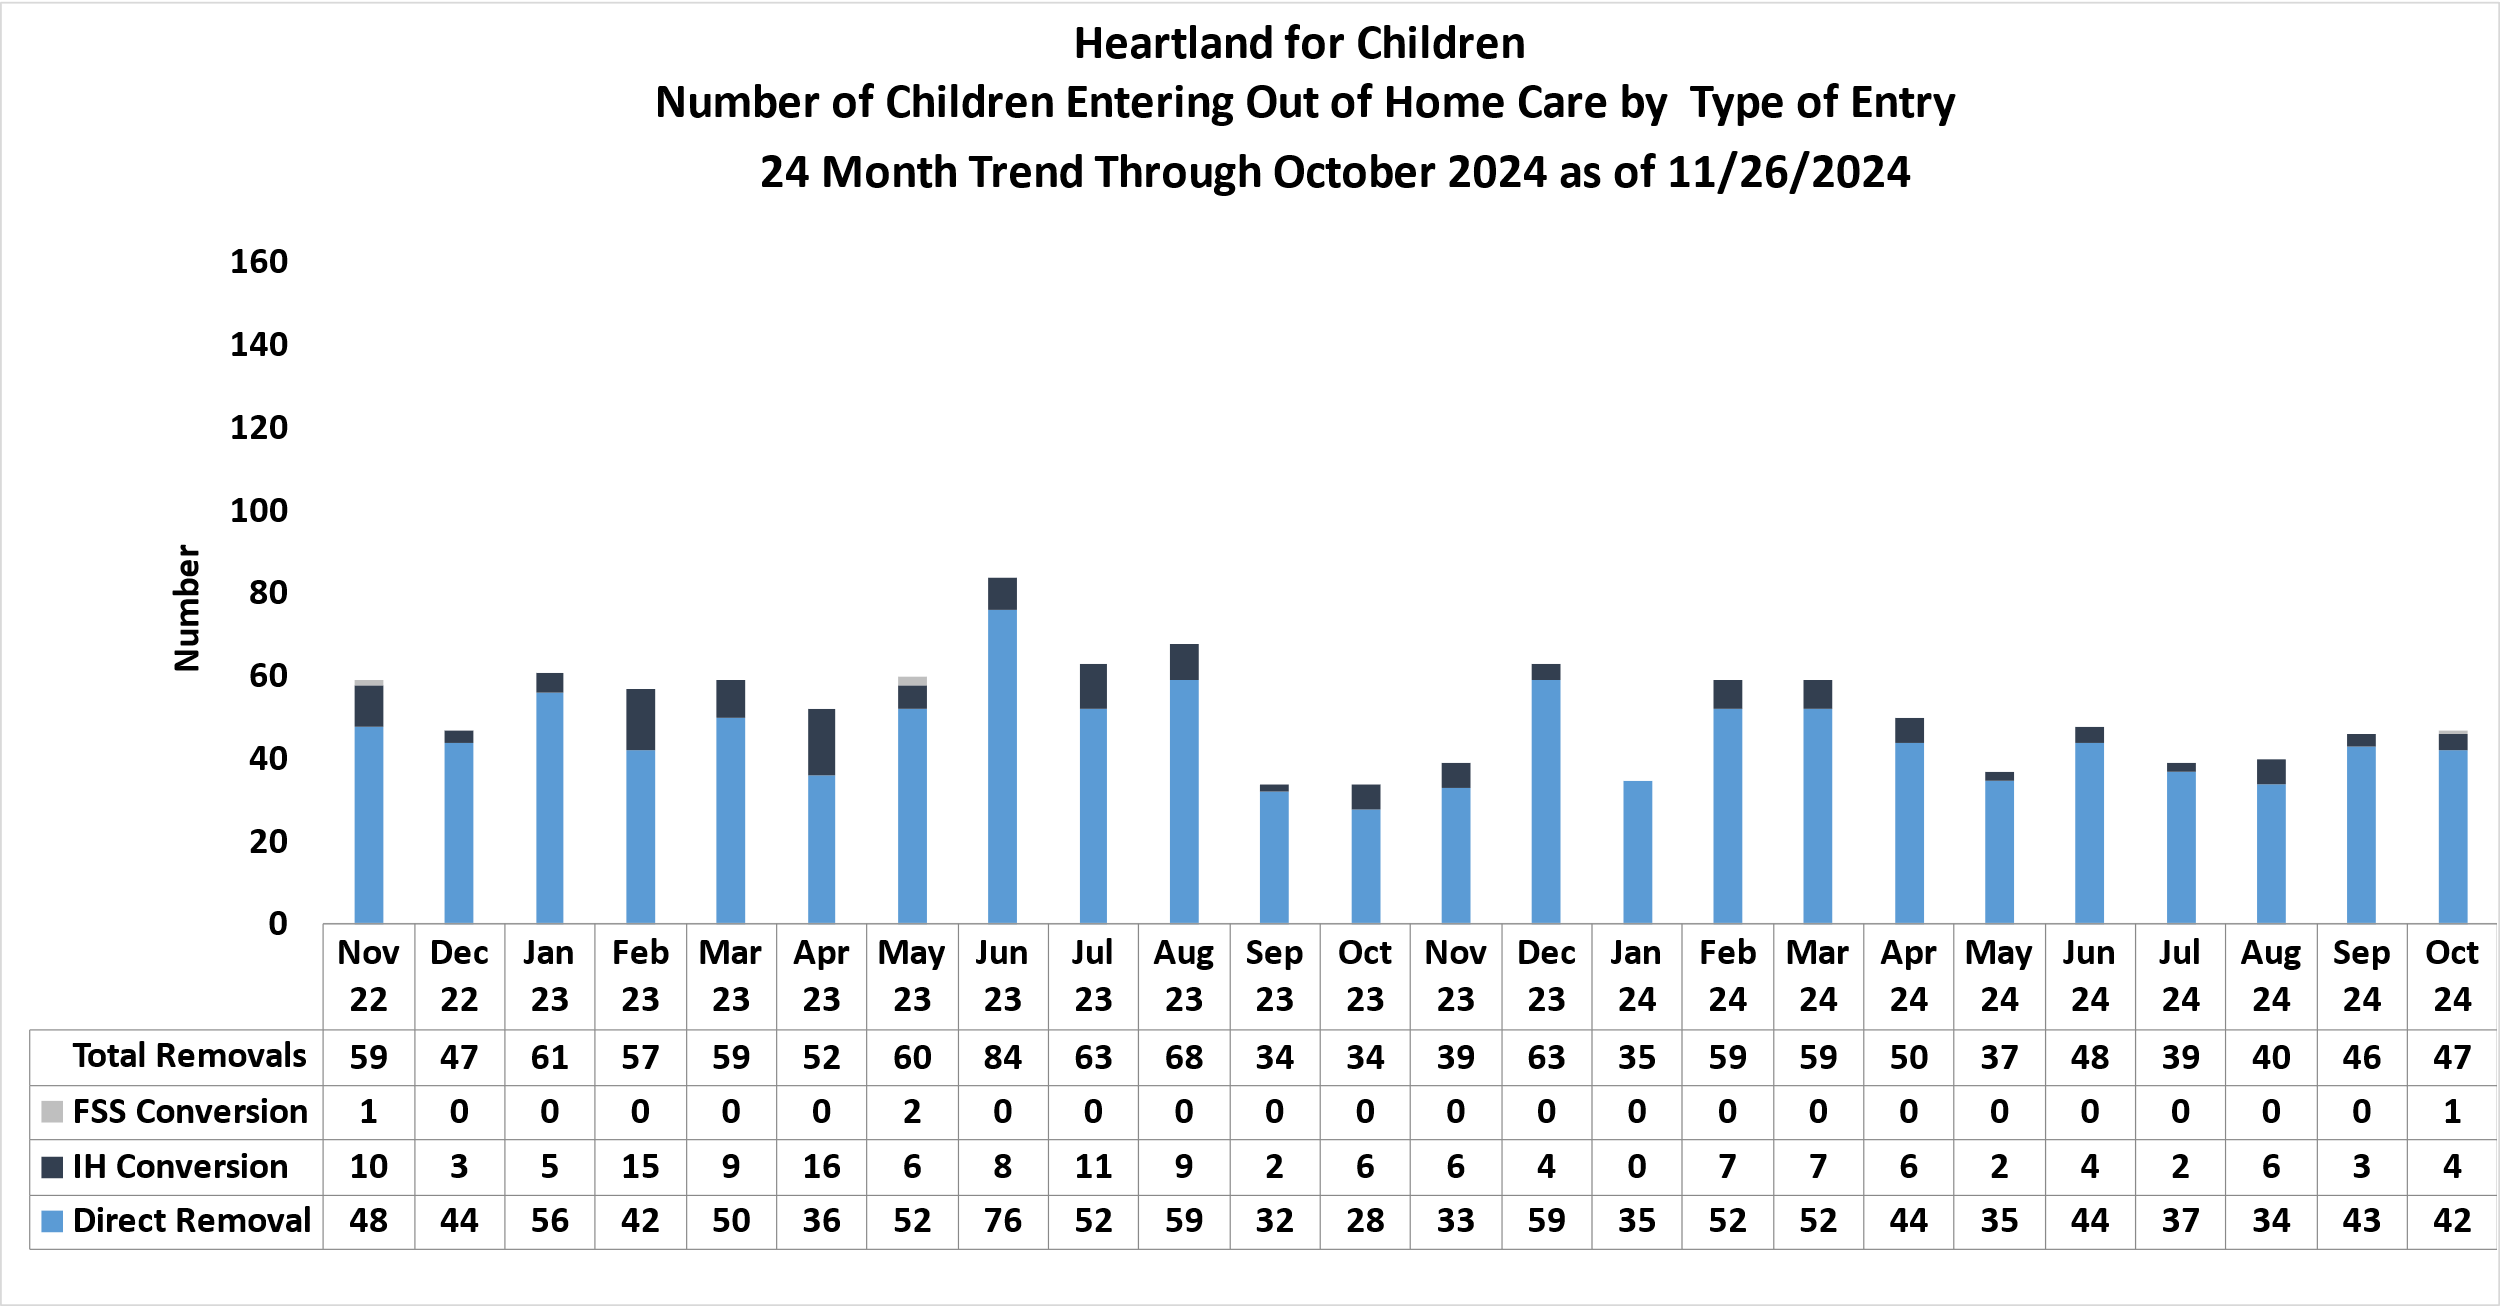 Heartland for Children
Number of Children Entering Out of Home Care by  Type of Entry
24 Month Trend Through October 2024 as of 11/26/2024
160
140
120
100
80
60
40
20
0
Number
Nov Dec Jan Feb Mar Apr May Jun Jul Aug Sep Oct Nov Dec Jan Feb Mar Apr May Jun Jul Aug Sep Oct
22 22 23 23 23 23 23 23 23 23 23 23 23 23 24 24 24 24 24 24 24 24 24 24
Total Removals 59 47 61 57 59 52 60 84 63 68 34 34 39 63 35 59 59 50 37 48 39 40 46 47
FSS Conversion 1 0 0 0 0 0 2 0 0 0 0 0 0 0 0 0 0 0 0 0 0 0 0 1
IH Conversion 10 3 5 15 9 16 6 8 11 9 2 6 6 4 0 7 7 6 2 4 2 6 3 4
Direct Removal 48 44 56 42 50 36 52 76 52 59 32 28 33 59 35 52 52 44 35 44 37 34 43 42